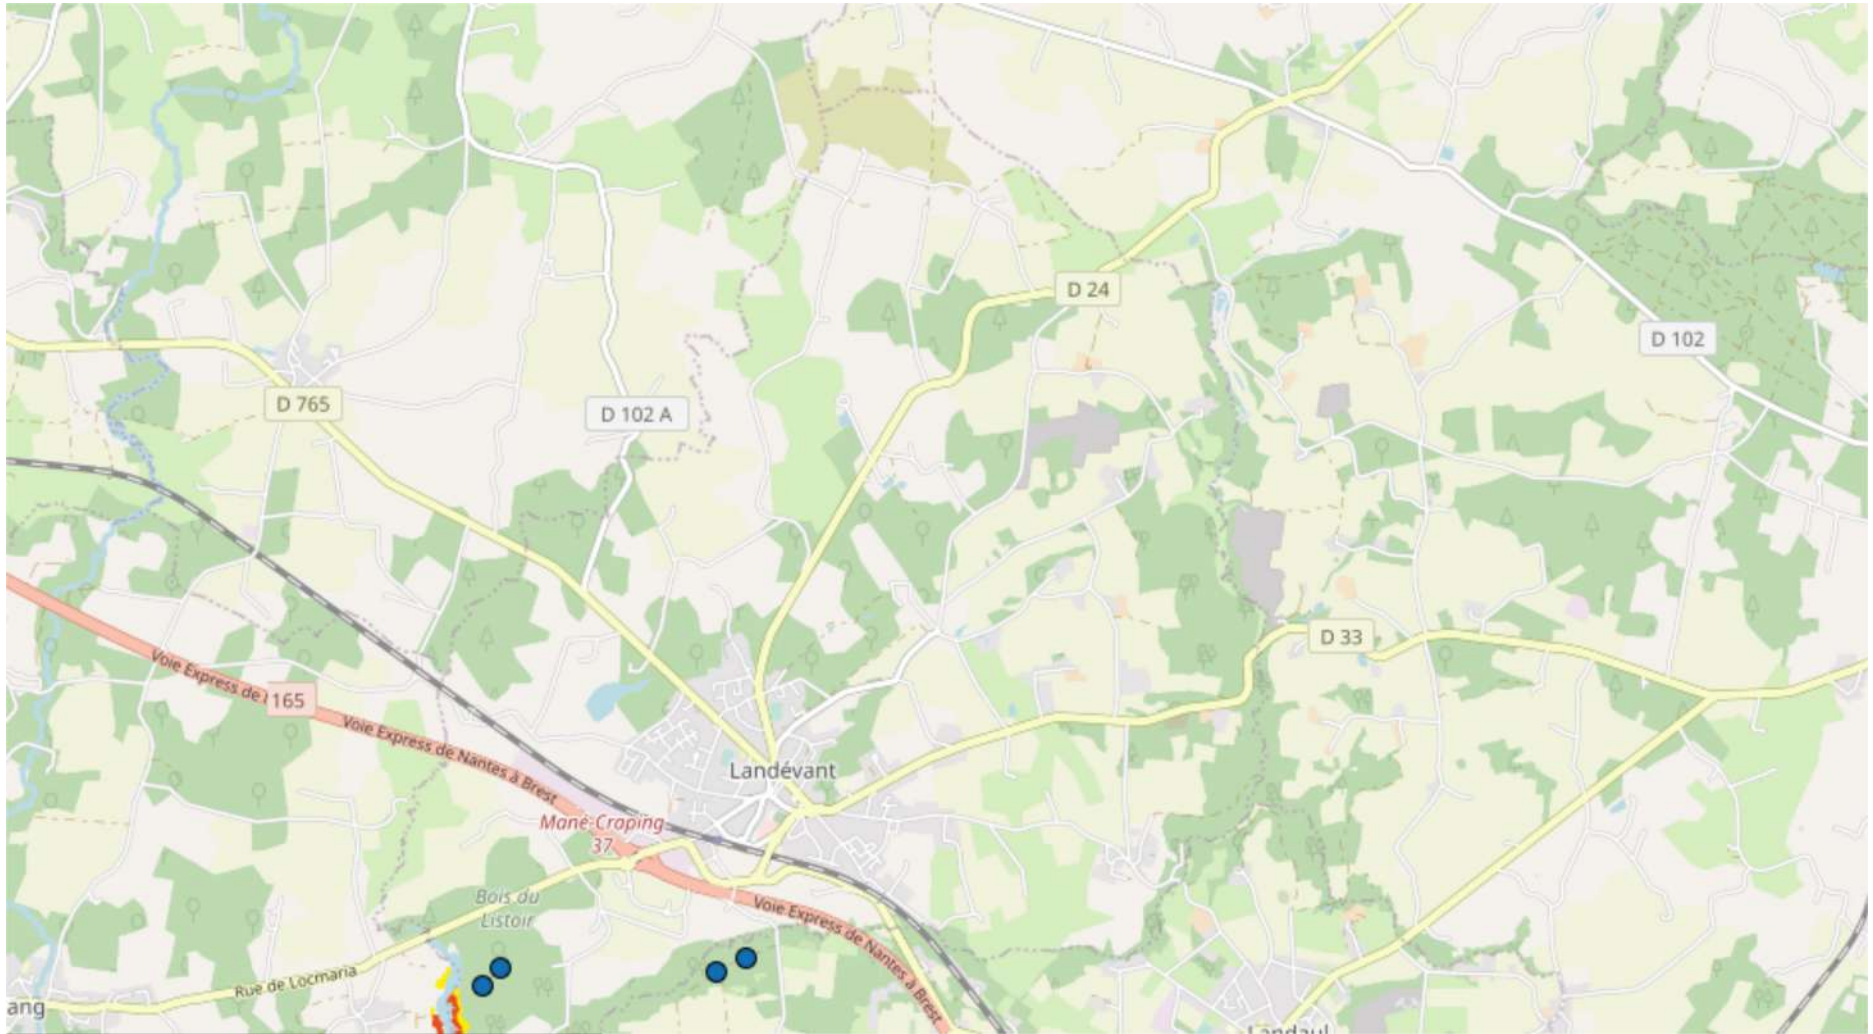 D 24
D 102
D 765
D 102 A
D 33
Voie Express de
165
Voie Express de Nantes à Brest
Landévant
Mané-Craping
37
Bois du
Listoir
Voie Express de Nantes à Brest
Rue de Locmaria
ang
Landaul